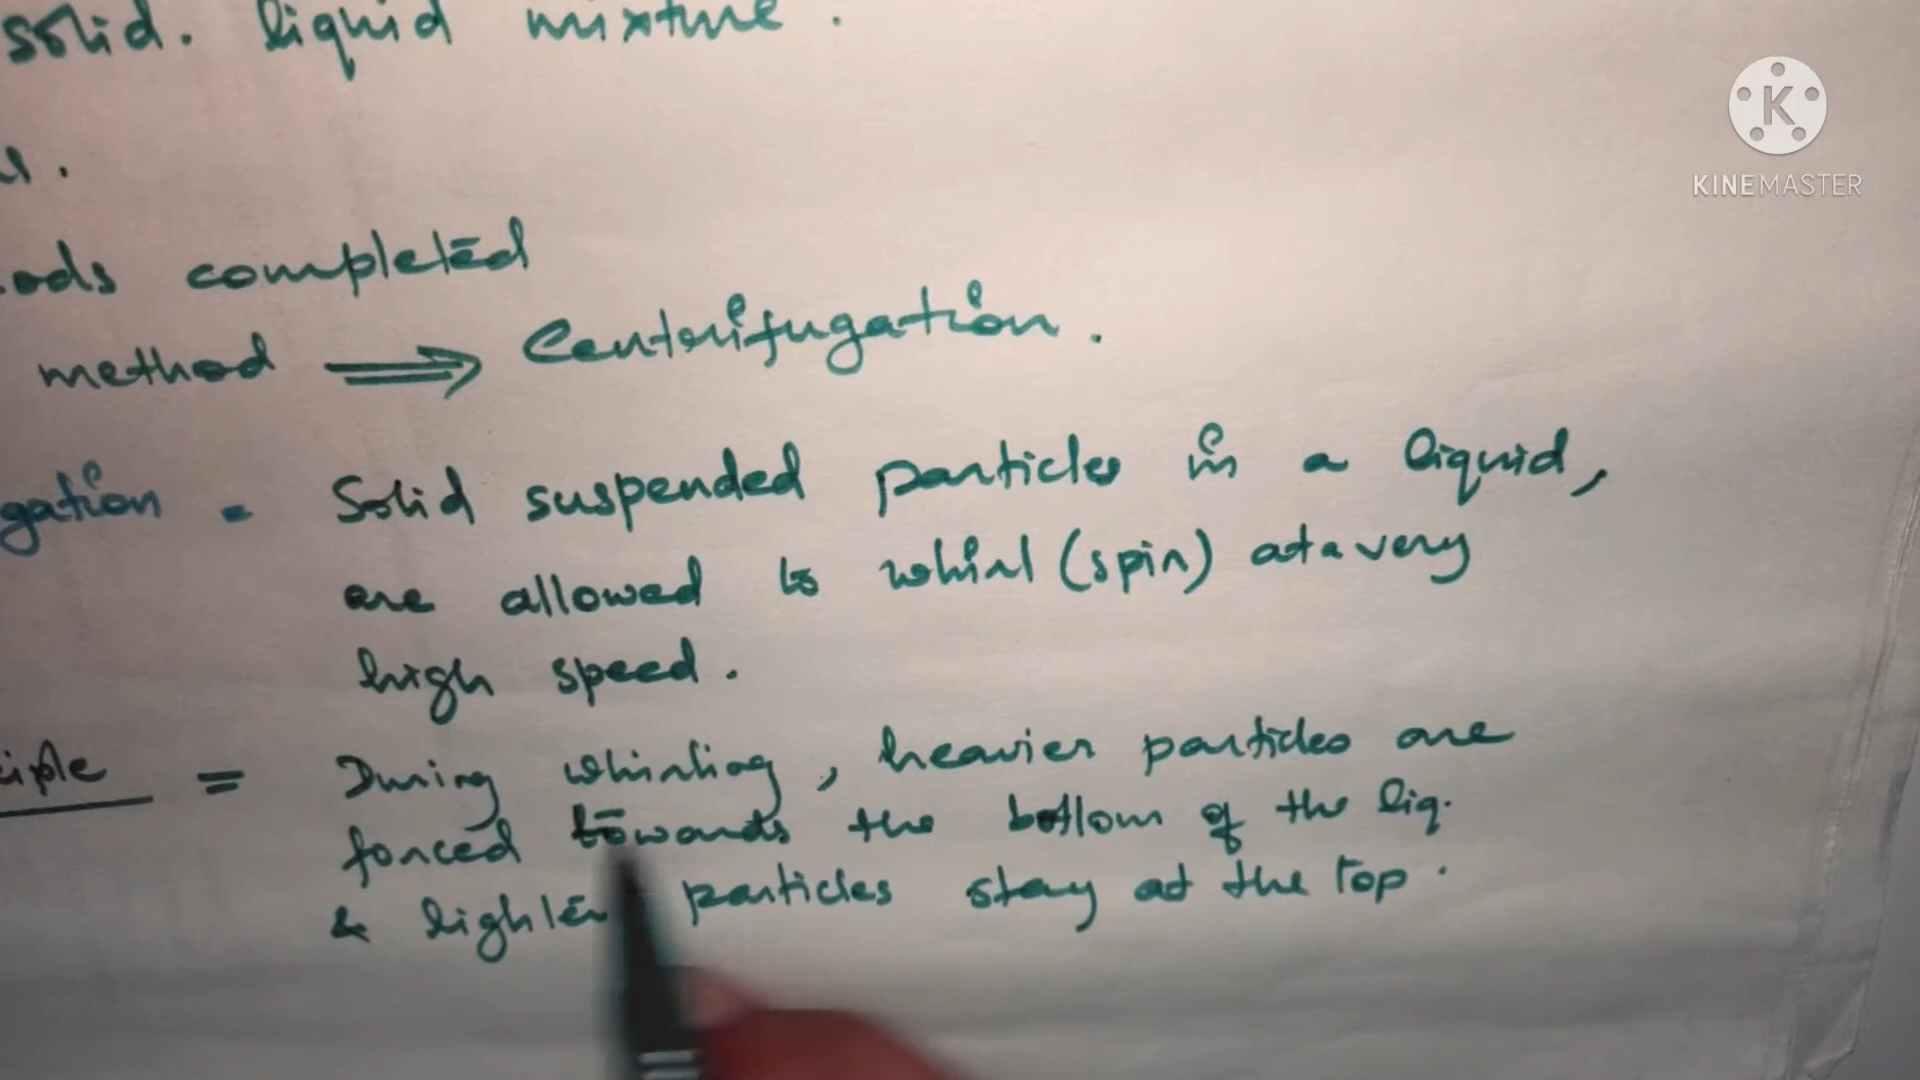 solid. liquid mixture.
K
KINEMASTER
completed
method ⟹ Centrifugation.
gation - Solid suspended particles in a liquid,
are allowed to whirl (spin) at a very
high speed.
iple = During whirling, heavier particles are
forced towards the bottom of the liq.
& lighter particles stay at the top.